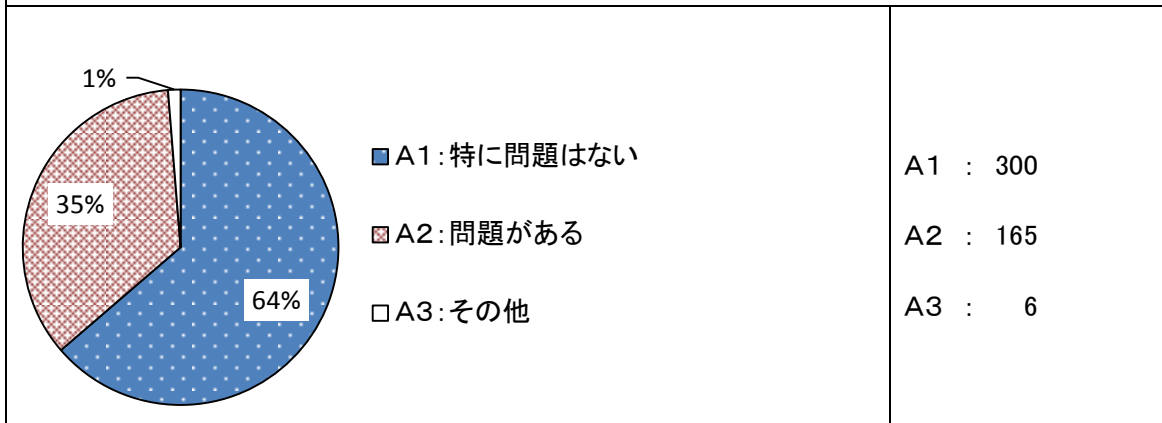 1%
35%
64%
A1:特に問題はない
A2:問題がある
A3:その他
A1 : 300
A2 : 165
A3 : 6